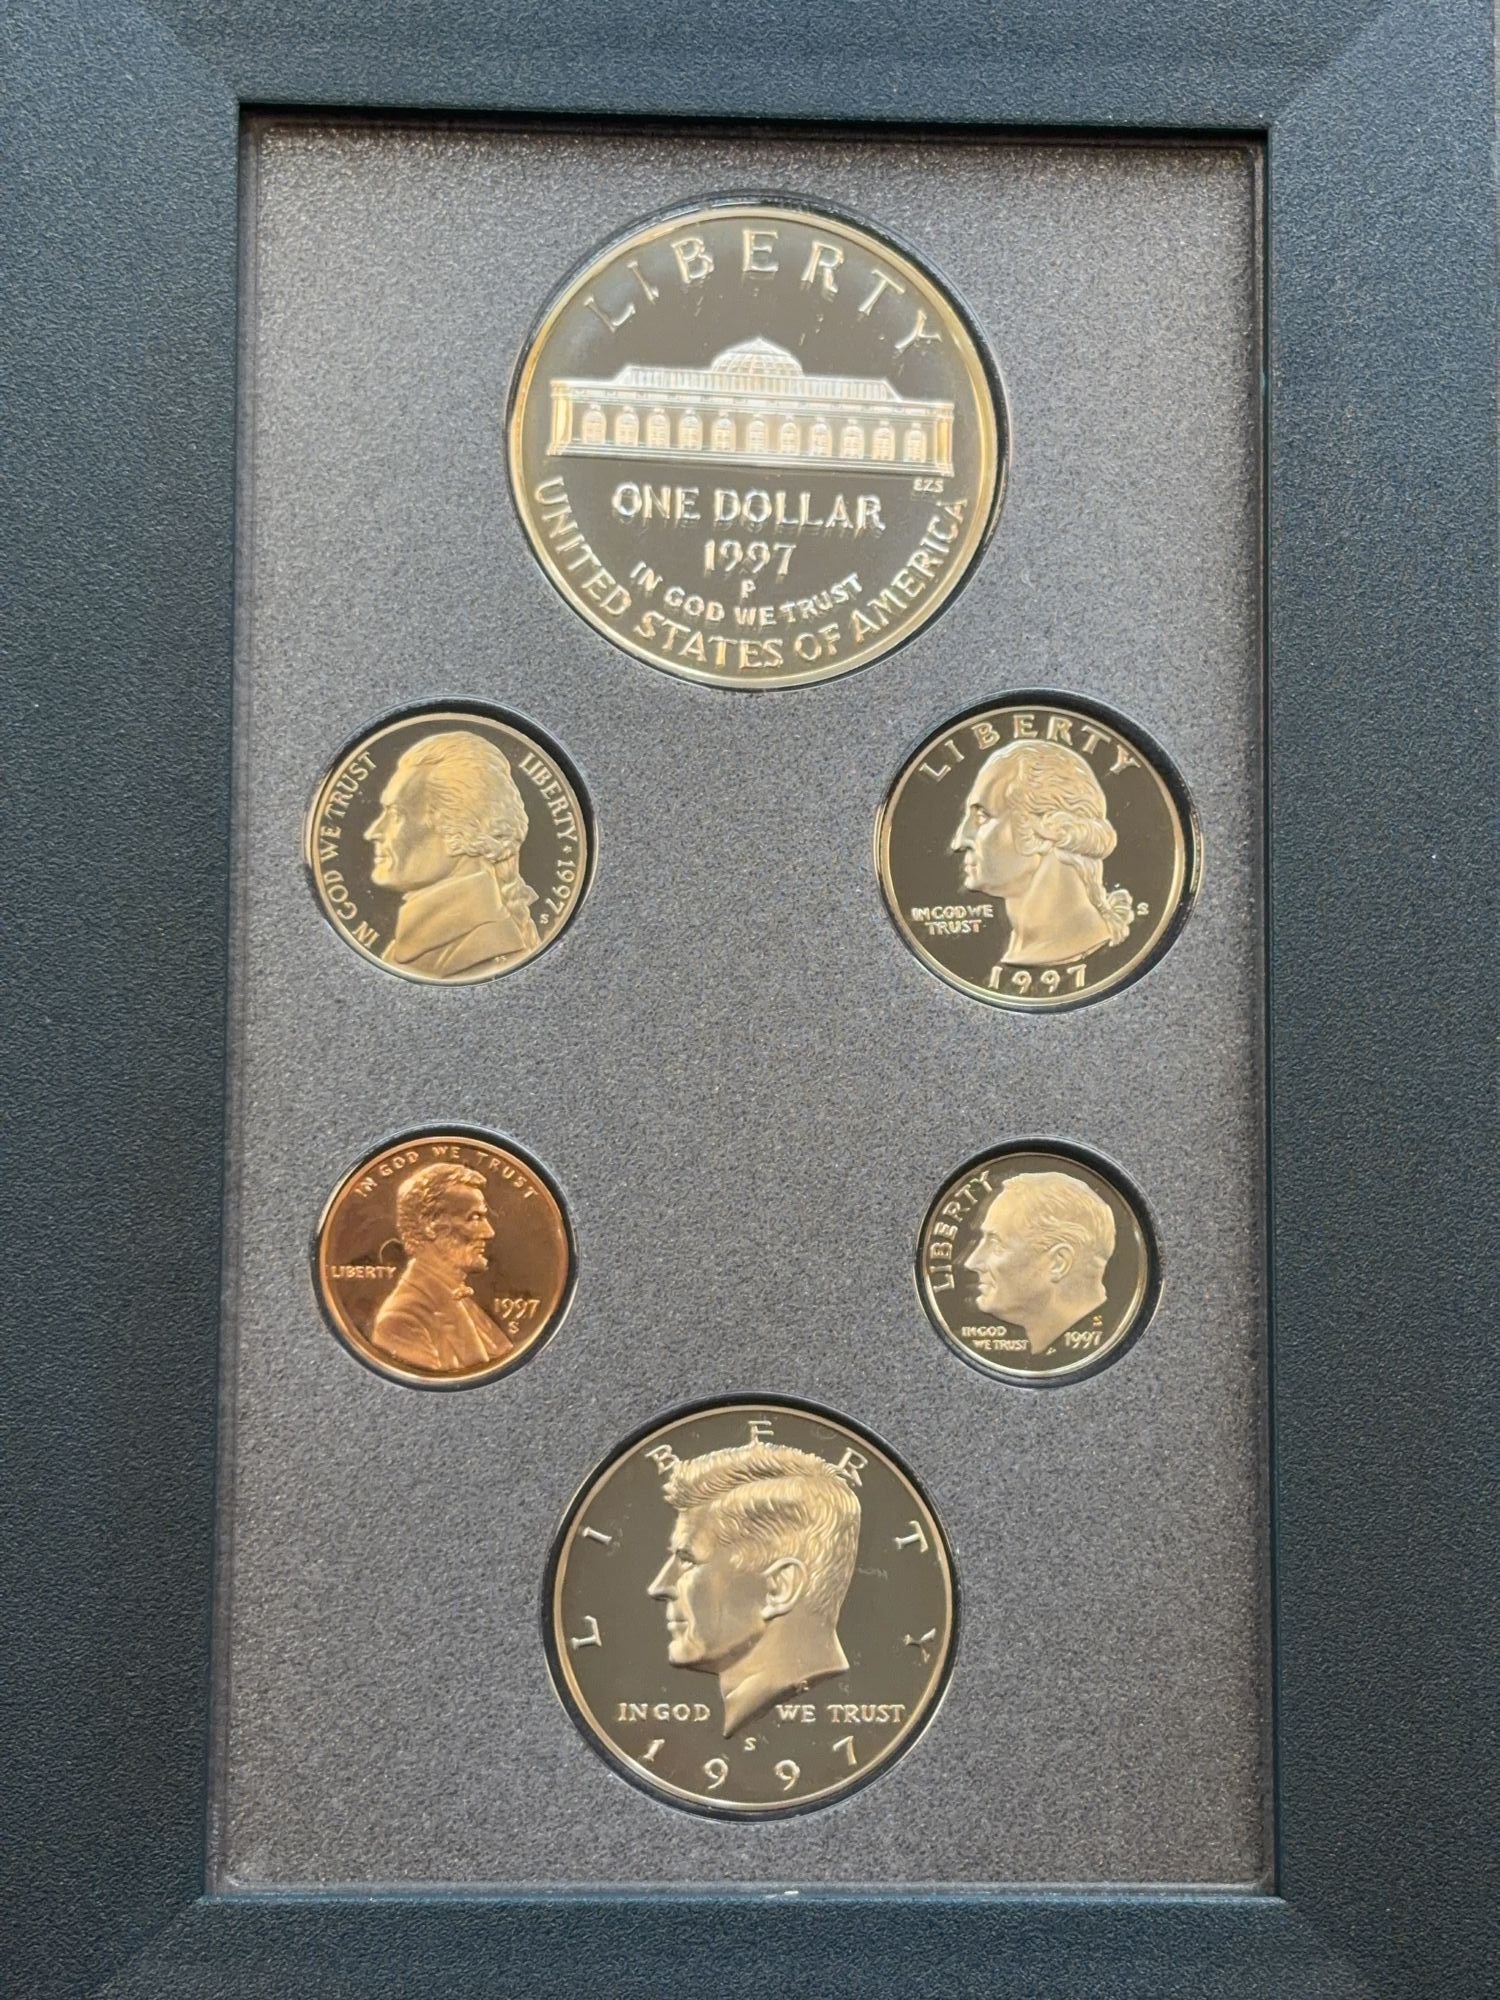 LIBERTY
EZS
ONE DOLLAR
1997
P
IN GOD WE TRUST
UNITED STATES OF AMERICA
IN GOD WE TRUST
LIBERTY★1997
S
FS
LIBERTY
IN GOD WE
TRUST
S
1997
IN GOD WE TRUST
LIBERTY
1997
S
LIBERTY
IN GOD
WE TRUST
S
1997
LIBERTY
IN GOD WE TRUST
S
1997